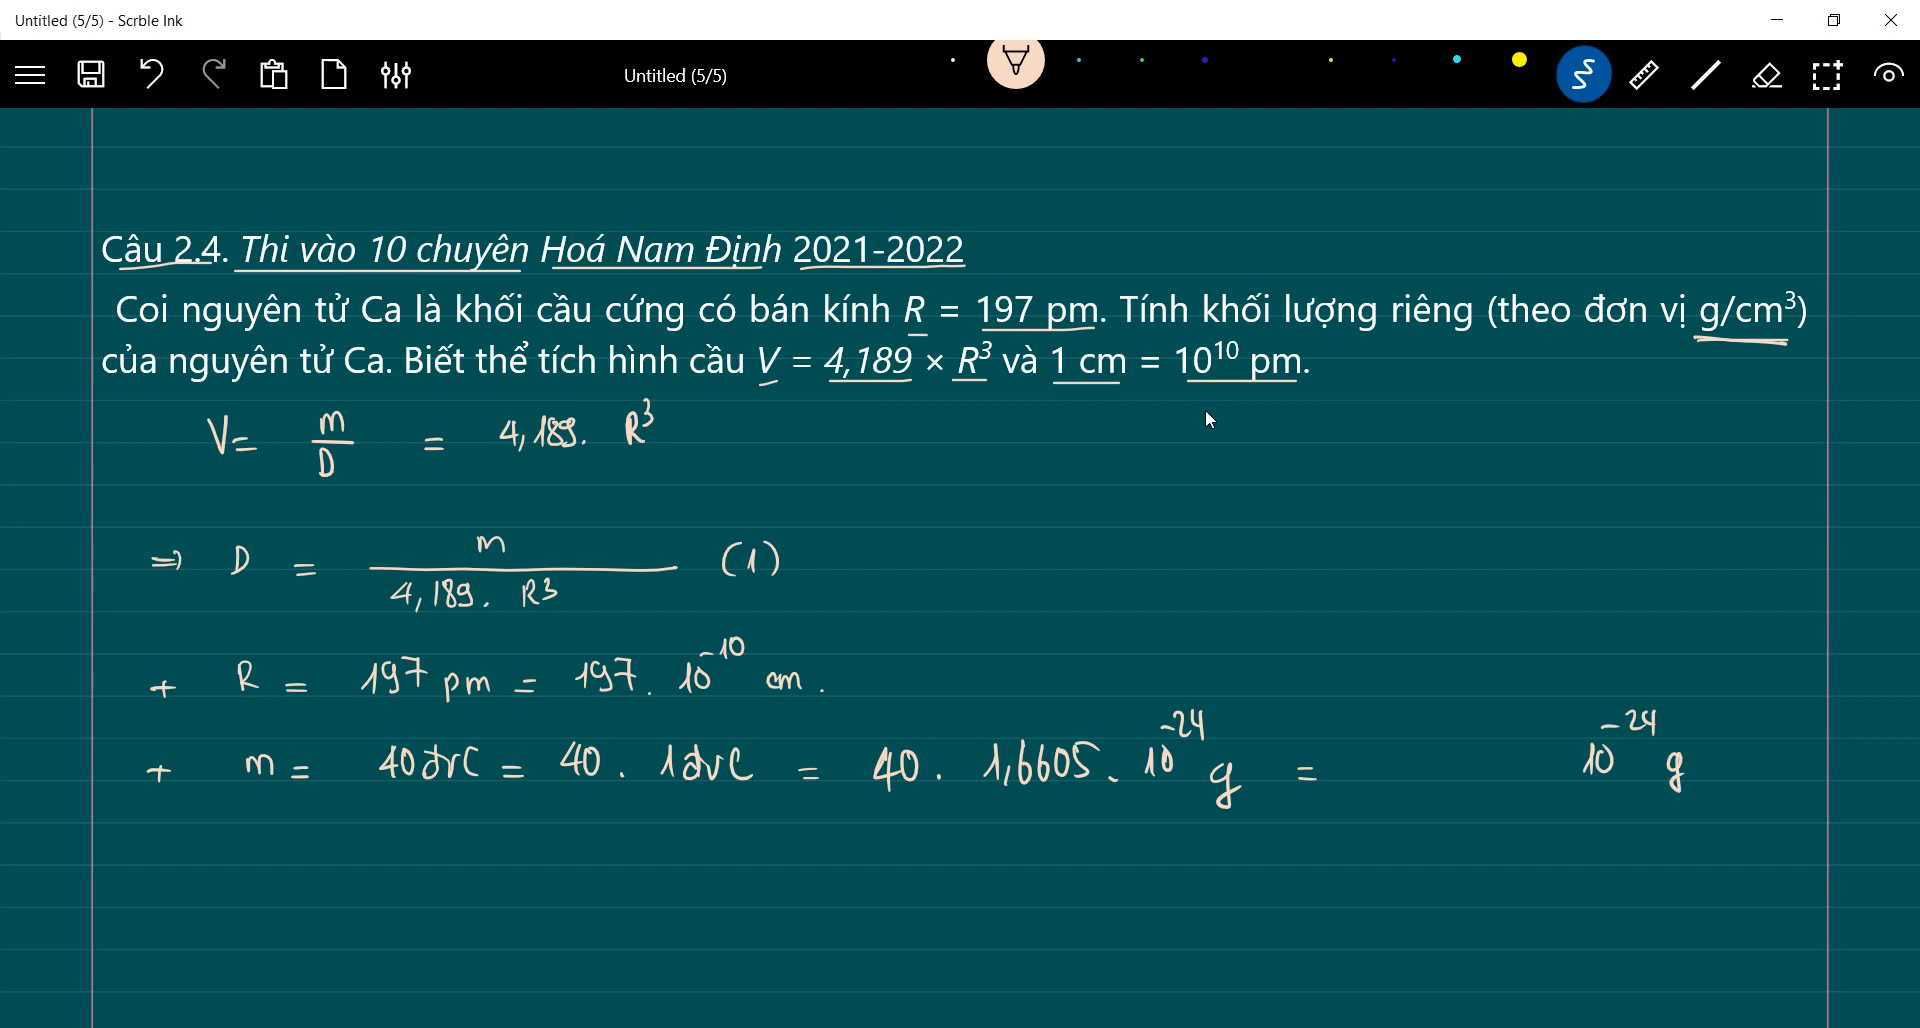 Untitled (5/5) - Scrble Ink
Untitled (5/5)
Câu 2.4. Thi vào 10 chuyên Hoá Nam Định 2021-2022
Coi nguyên tử Ca là khối cầu cứng có bán kính R = 197 pm. Tính khối lượng riêng (theo đơn vị g/cm³)
của nguyên tử Ca. Biết thể tích hình cầu V = 4,189 × R³ và 1 cm = 10¹⁰ pm.
V = m/D = 4,189. R³
⇒ D = m/(4,189. R³) (1)
+ R = 197 pm = 197. 10⁻¹⁰ cm.
+ m = 40đvC = 40. 1đvC = 40. 1,6605. 10⁻²⁴ g = 10⁻²⁴ g